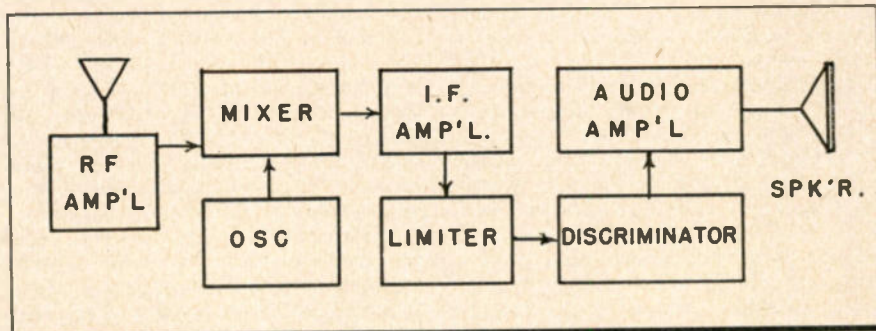 RF
AMP'L
MIXER
OSC
I.F.
AMP'L.
LIMITER
DISCRIMINATOR
AUDIO
AMP'L
SPK'R.